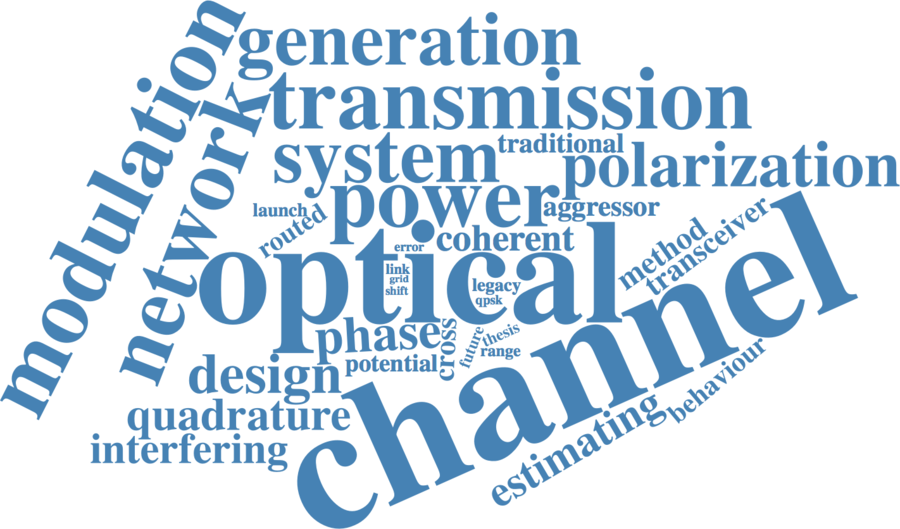 modulation
generation
network
transmission
traditional
system
polarization
power
launch
routed
aggressor
coherent
error
method
transceiver
optical
link
grid
shift
legacy
qpsk
channel
phase
cross
future
thesis
range
potential
design
behaviour
quadrature
estimating
interfering